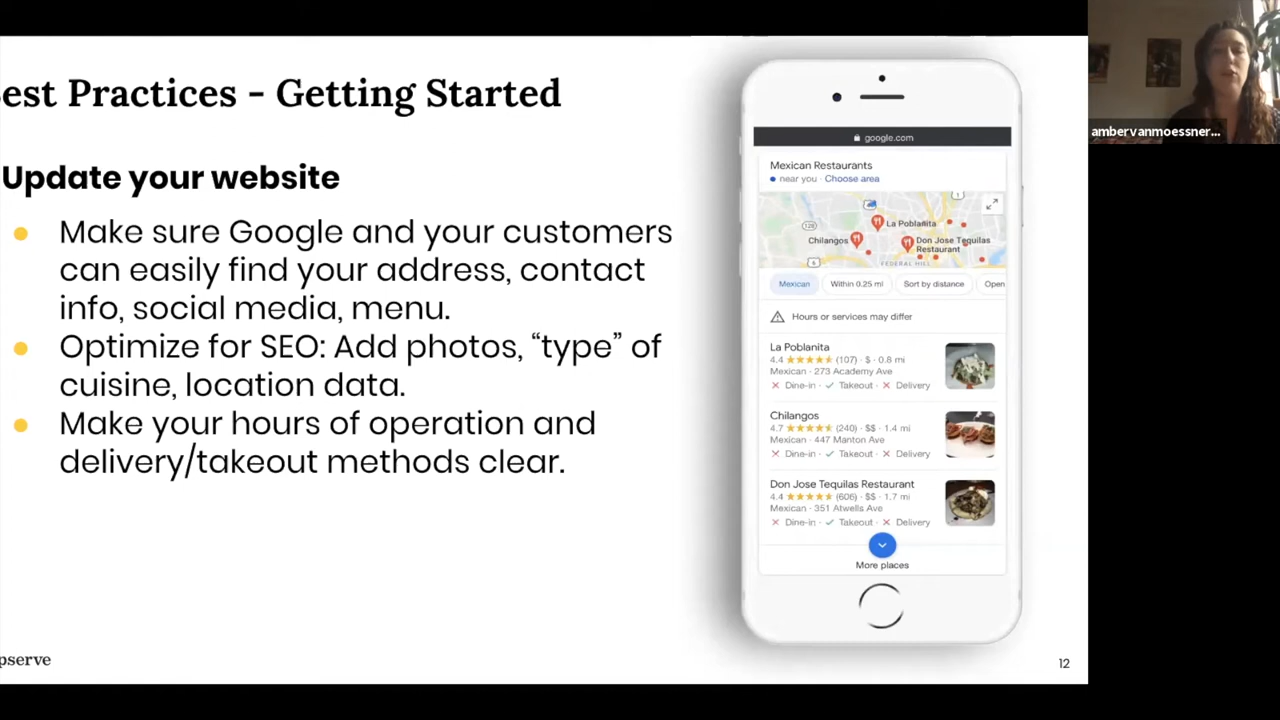 est Practices - Getting Started
Update your website
Make sure Google and your customers
can easily find your address, contact
info, social media, menu.
Optimize for SEO: Add photos, “type” of
cuisine, location data.
Make your hours of operation and
delivery/takeout methods clear.
pserve
12
google.com
Mexican Restaurants
near you · Choose area
La Poblanita
Chilangos
Don Jose Tequilas
Restaurant
FEDERAL HILL
Mexican
Within 0.25 mi
Sort by distance
Open
Hours or services may differ
La Poblanita
4.4 ★★★★★ (107) · $ · 0.8 mi
Mexican · 273 Academy Ave
✕ Dine-in · ✓ Takeout · ✕ Delivery
Chilangos
4.7 ★★★★★ (240) · $$ · 1.4 mi
Mexican · 447 Manton Ave
✕ Dine-in · ✓ Takeout · ✕ Delivery
Don Jose Tequilas Restaurant
4.4 ★★★★★ (606) · $$ · 1.7 mi
Mexican · 351 Atwells Ave
✕ Dine-in · ✓ Takeout · ✕ Delivery
More places
ambervanmoessner...